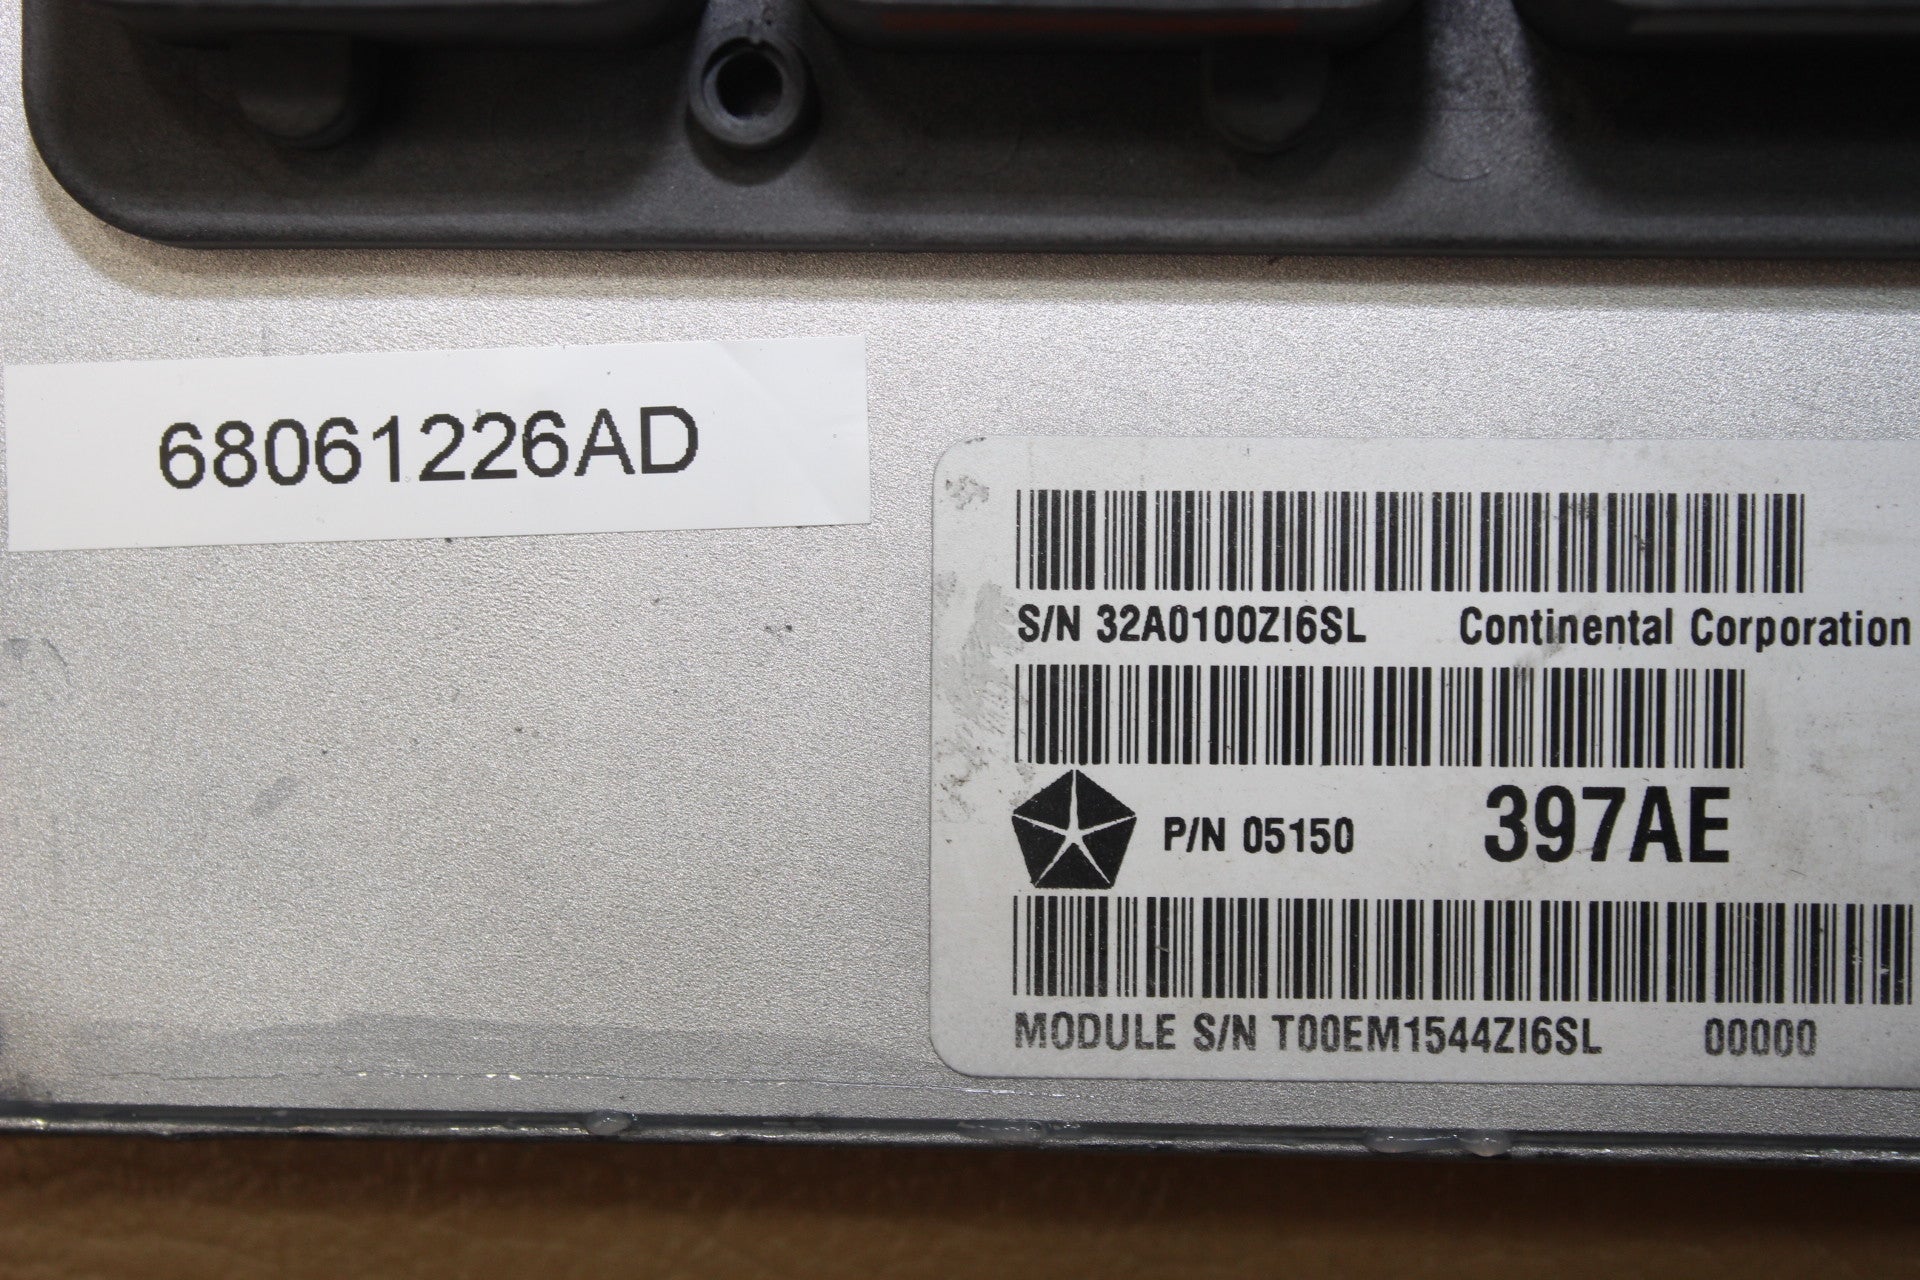 68061226AD
S/N 32A0100ZI6SL Continental Corporation
P/N 05150 397AE
MODULE S/N T00EM1544ZI6SL 00000